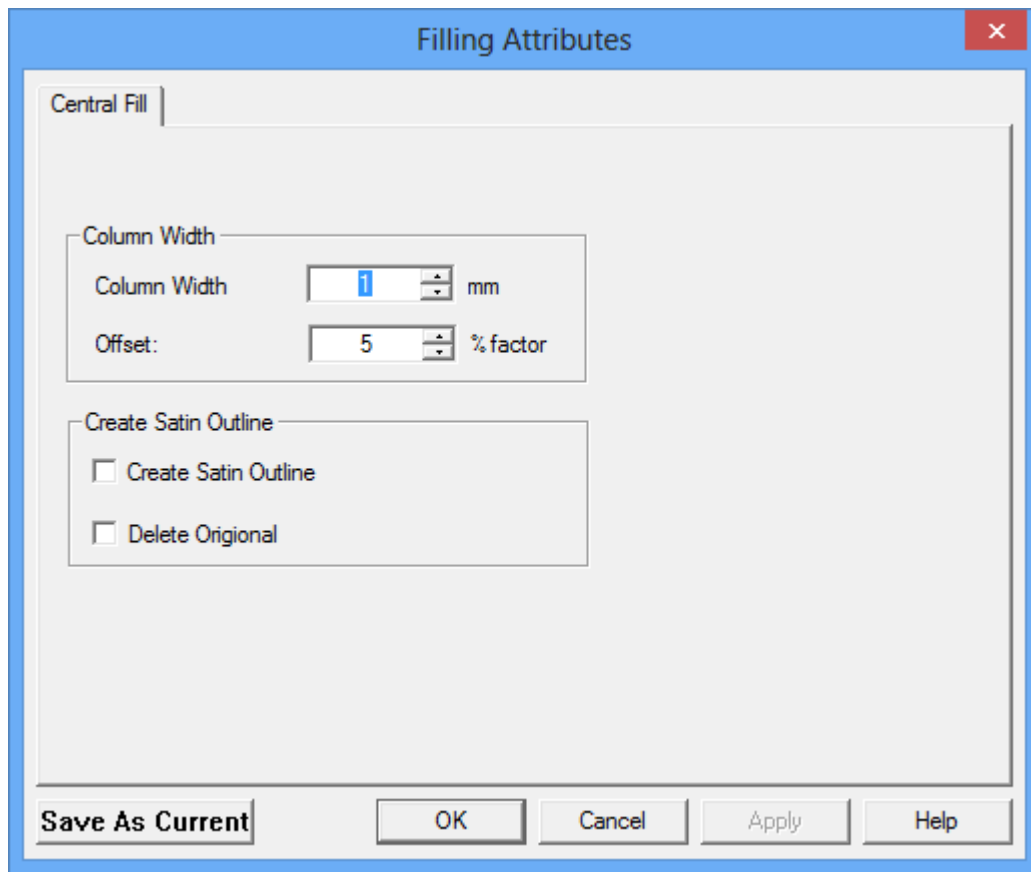 Filling Attributes
Central Fill
Column Width
Column Width 1 mm
Offset: 5 % factor
Create Satin Outline
Create Satin Outline
Delete Origional
Save As Current OK Cancel Apply Help